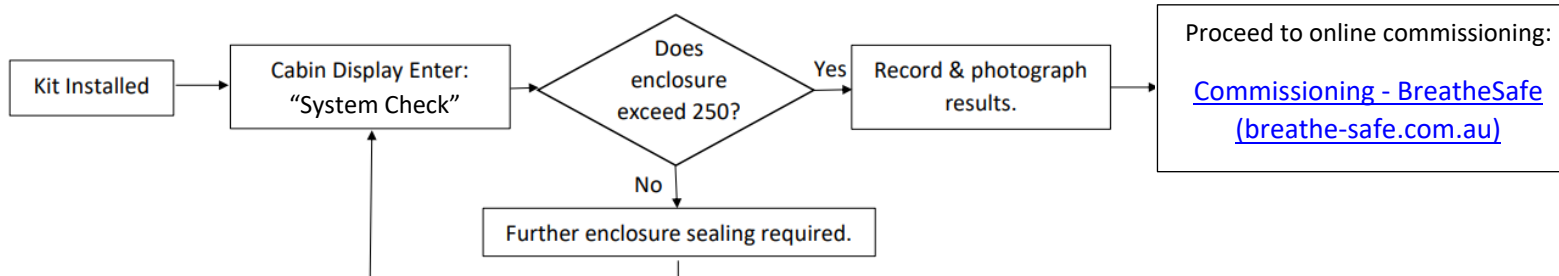 Kit Installed
Cabin Display Enter:
“System Check”
Does
enclosure
exceed 250?
Yes
Record & photograph
results.
Proceed to online commissioning:
Commissioning - BreatheSafe
(breathe-safe.com.au)
No
Further enclosure sealing required.